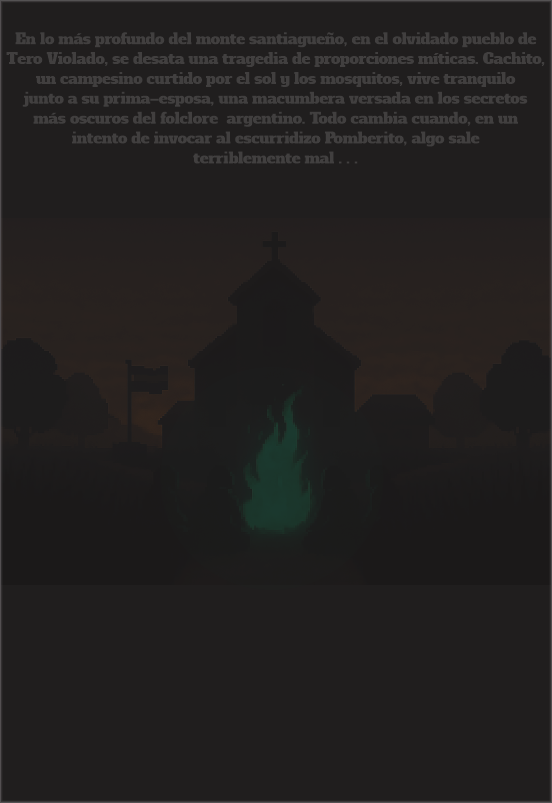 En lo más profundo del monte santiagueño, en el olvidado pueblo de
Tero Violado, se desata una tragedia de proporciones míticas. Cachito,
un campesino curtido por el sol y los mosquitos, vive tranquilo
junto a su prima-esposa, una macumbera versada en los secretos
más oscuros del folclore argentino. Todo cambia cuando, en un
intento de invocar al escurridizo Pomberito, algo sale
terriblemente mal . . .